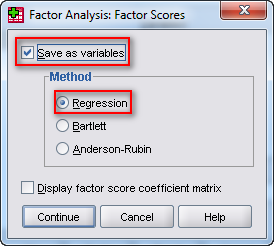 Factor Analysis: Factor Scores
Save as variables
Method
Regression
Bartlett
Anderson-Rubin
Display factor score coefficient matrix
Continue Cancel Help